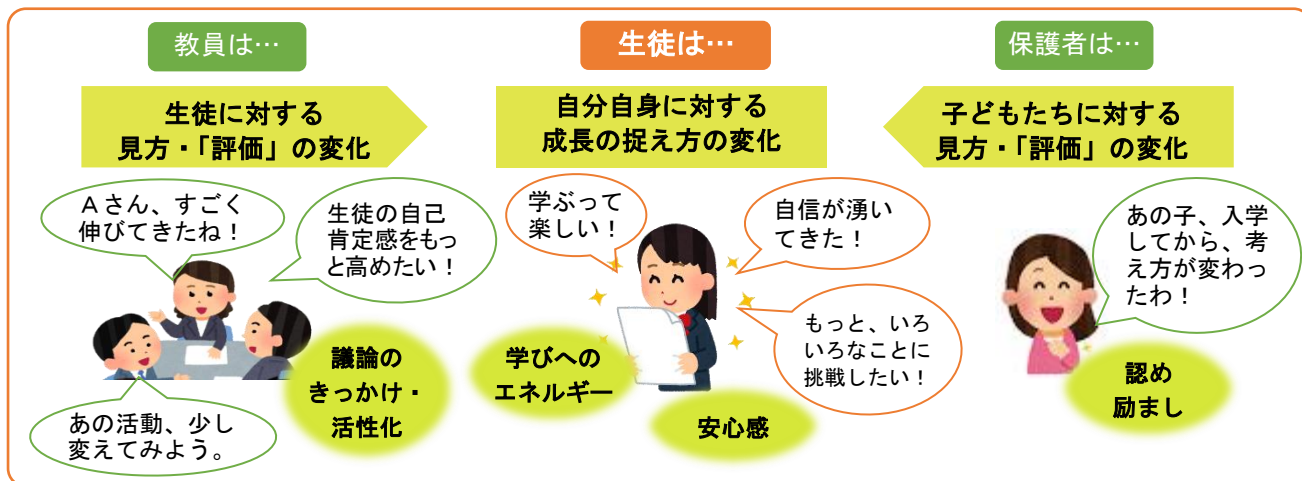 教員は…
生徒に対する
見方・「評価」の変化
Ａさん、すごく
伸びてきたね！
生徒の自己
肯定感をもっ
と高めたい！
あの活動、少し
変えてみよう。
議論の
きっかけ・
活性化
生徒は…
自分自身に対する
成長の捉え方の変化
学ぶって
楽しい！
自信が湧い
てきた！
もっと、いろ
いろなことに
挑戦したい！
学びへの
エネルギー
安心感
保護者は…
子どもたちに対する
見方・「評価」の変化
あの子、入学
してから、考
え方が変わっ
たわ！
認め
励まし